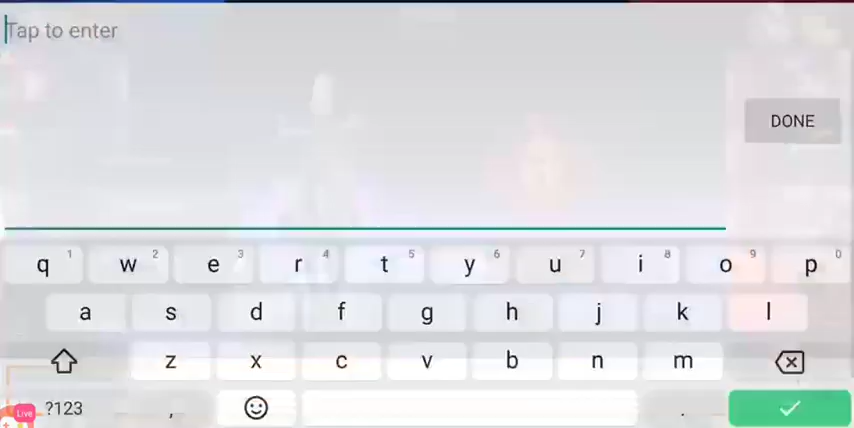 Tap to enter
DONE
q 1 w 2 e 3 r 4 t 5 y 6 u 7 i 8 o 9 p 0
a s d f g h j k l
z x c v b n m
Live ?123 , .